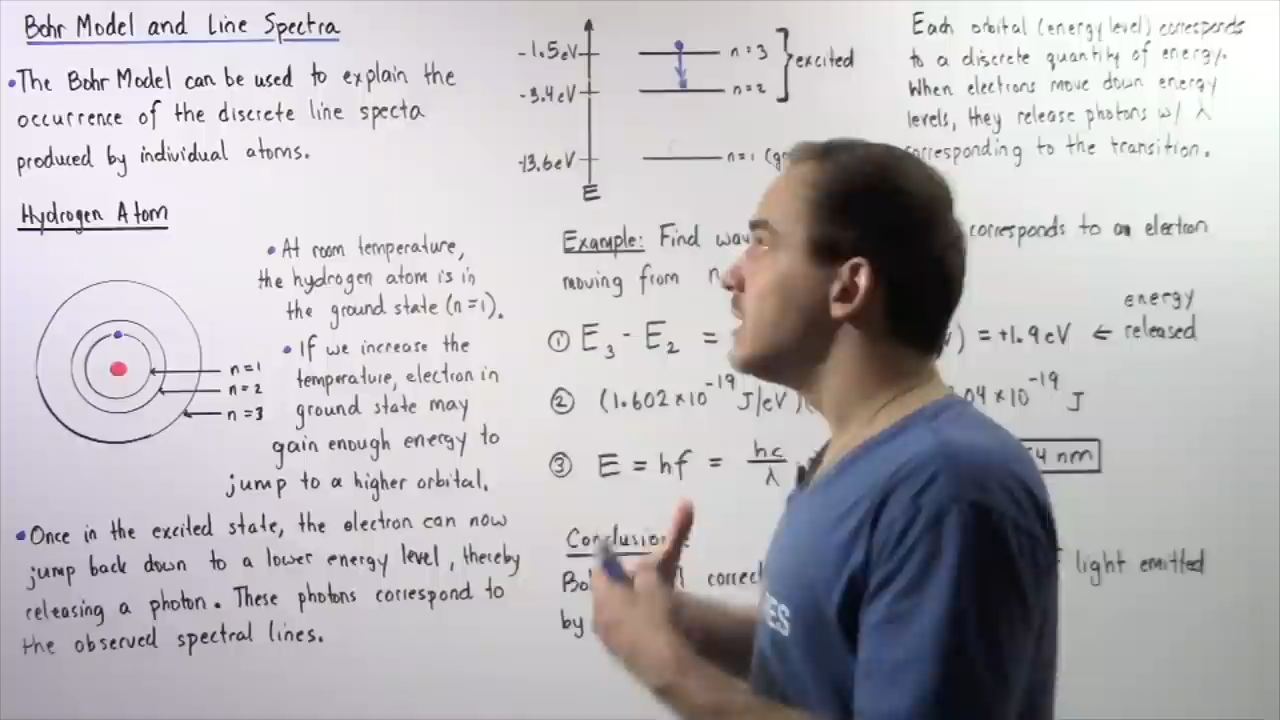 Bohr Model and Line Spectra
• The Bohr Model can be used to explain the
occurrence of the discrete line specta
produced by individual atoms.
Hydrogen Atom
• At room temperature,
the hydrogen atom is in
the ground state (n=1).
• If we increase the
temperature, electron in
ground state may
gain enough energy to
jump to a higher orbital.
n=1
n=2
n=3
• Once in the excited state, the electron can now
jump back down to a lower energy level, thereby
releasing a photon. These photons correspond to
the observed spectral lines.
-1.5eV
n=3
excited
-3.4eV
n=2
-13.6eV
n=1
E
Each orbital (energy level) corresponds
to a discrete quantity of energy.
When electrons move down energy
levels, they release photons w/ λ
corresponding to the transition.
Example: Find corresponds to an electron
moving from
① E₃ - E₂ = ) = +1.9eV ← energy
released
② (1.602×10⁻¹⁹ J/eV) 04×10⁻¹⁹ J
③ E = hf = hc/λ 4 nm
Conclusion:
light emitted
by